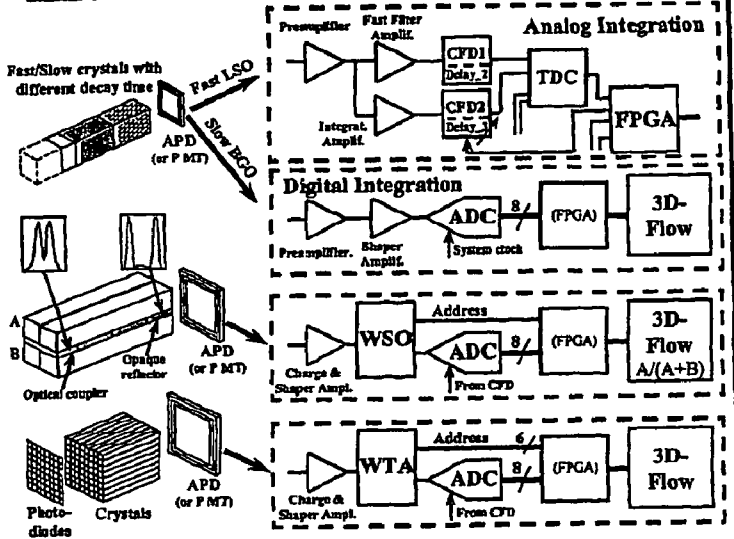 Analog Integration
Preamplifier
Fast Filter
Amplif.
Fast/Slow crystals with
different decay time
Fast LSO
CFD1
Delay_2
TDC
CFD2
FPGA
Integrat.
Amplif.
APD
(or PMT)
Slow BGO
Digital Integration
ADC
8
(FPGA)
3D-
Flow
Preamplifier.
Shaper
Amplif.
System clock
A
B
Opaque
reflector
Optical coupler
APD
(or PMT)
WSO
Address
ADC
8
(FPGA)
3D-
Flow
A/(A+B)
Charge &
Shaper Ampl.
From CFD
APD
(or PMT)
Photo-
diodes
Crystals
WTA
Address
6
ADC
8
(FPGA)
3D-
Flow
Charge &
Shaper Ampl.
From CFD